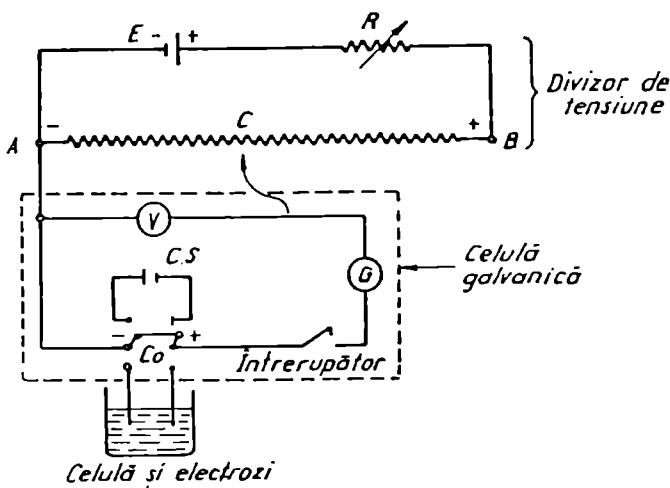 E - +
R
Divizor de
tensiune
A
-
C
+
B
V
C.S
G
Celulă
galvanică
- +
Co
Întrerupător
Celulă și electrozi